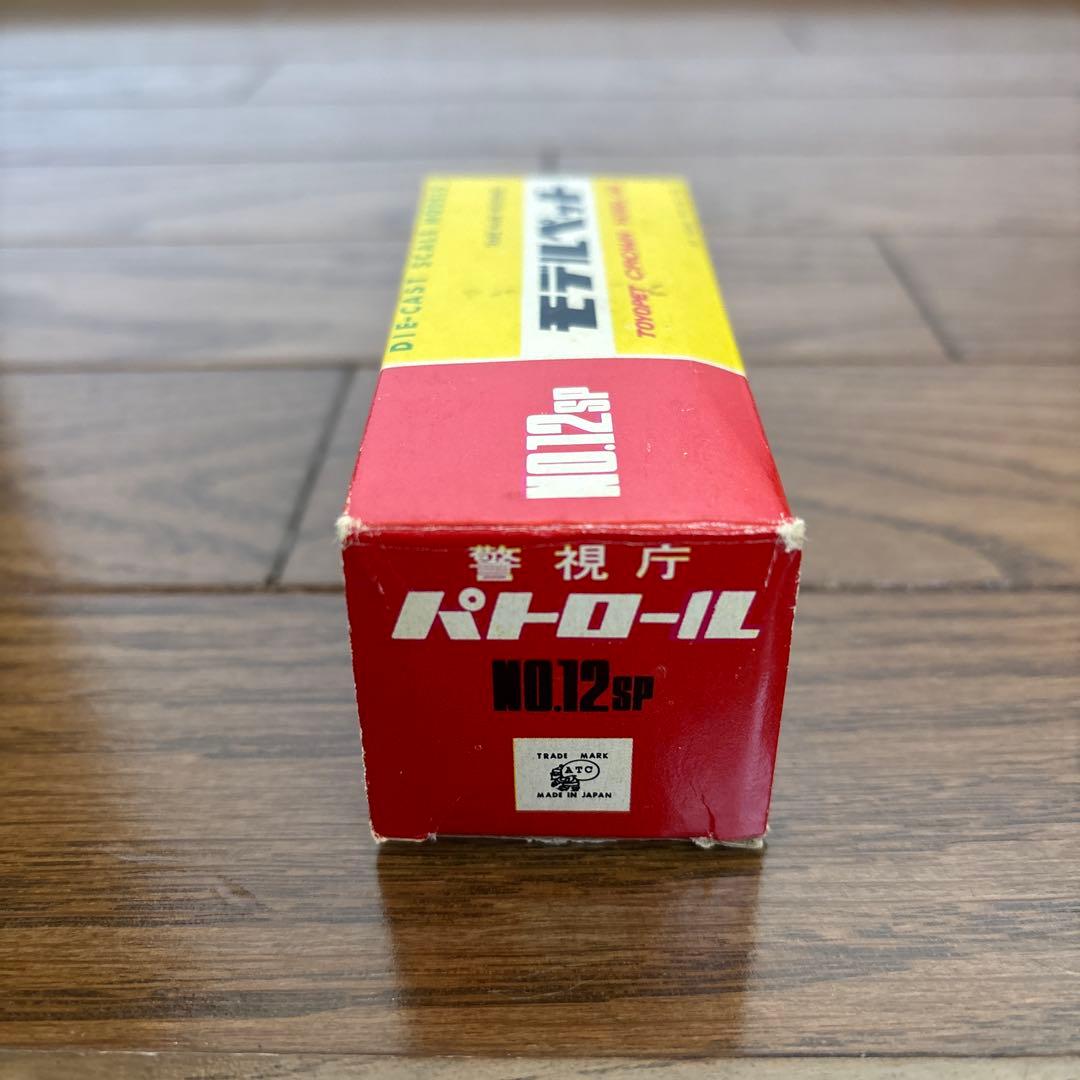 DIE-CAST SCALE MODELS
モデルペット
TOYOPET CROWN
NO.12SP
警視庁
パトロール
NO.12SP
TRADE MARK
ATC
MADE IN JAPAN